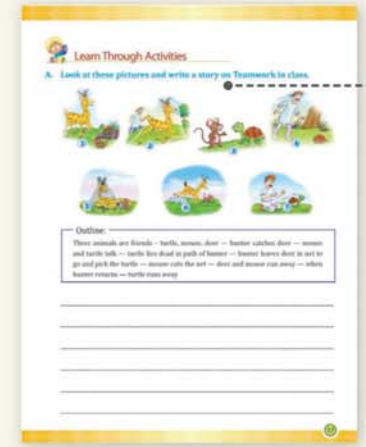 Learn Through Activities
A. Look at these pictures and write a story on Teamwork in class.
Outline:
Three animals are friends – turtle, mouse, deer — hunter catches deer — mouse
and turtle talk — turtle lies dead in path of hunter — hunter leaves deer in net to
go and pick the turtle — mouse cuts the net — deer and mouse run away — when
hunter returns — turtle runs away